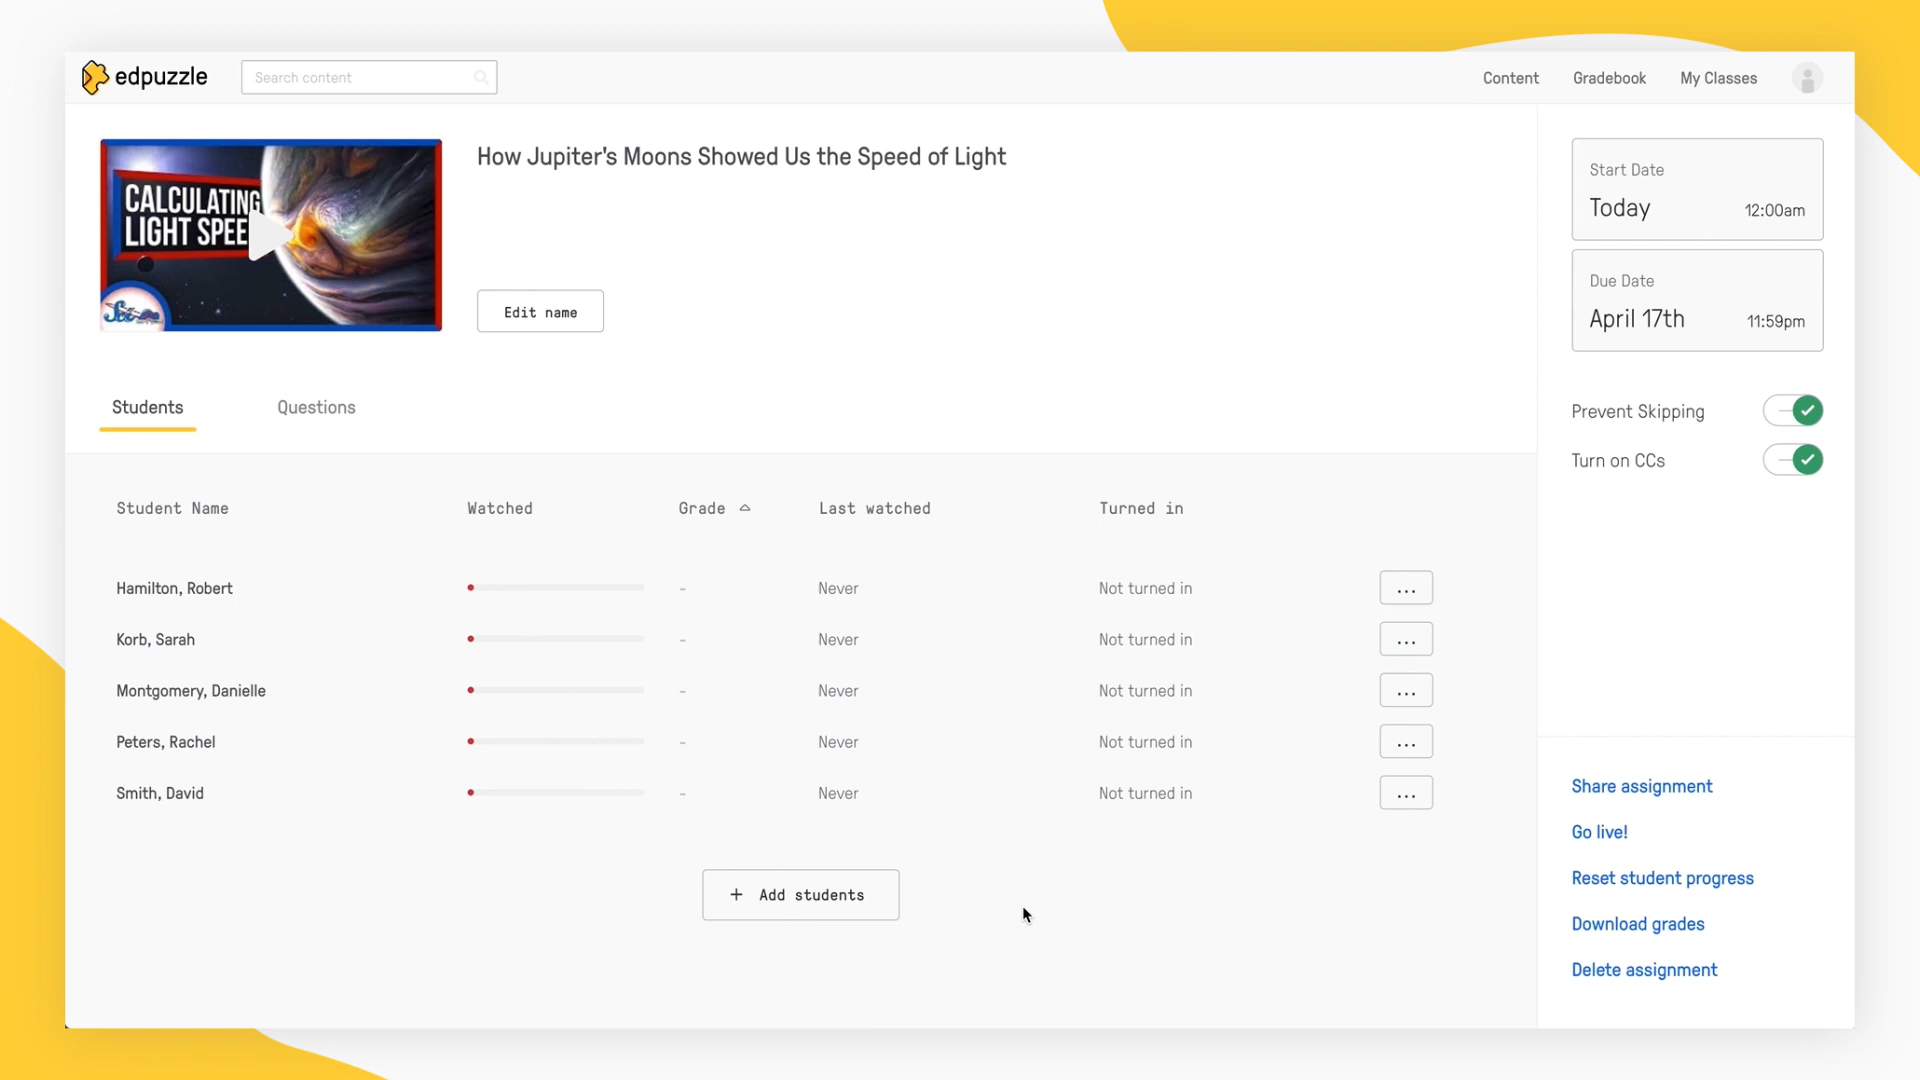 edpuzzle
Search content
Content
Gradebook
My Classes
CALCULATING
LIGHT SPEE
How Jupiter's Moons Showed Us the Speed of Light
Edit name
Start Date
Today 12:00am
Due Date
April 17th 11:59pm
Prevent Skipping
Turn on CCs
Students
Questions
Student Name Watched Grade Last watched Turned in
Hamilton, Robert - Never Not turned in ...
Korb, Sarah - Never Not turned in ...
Montgomery, Danielle - Never Not turned in ...
Peters, Rachel - Never Not turned in ...
Smith, David - Never Not turned in ...
+ Add students
Share assignment
Go live!
Reset student progress
Download grades
Delete assignment